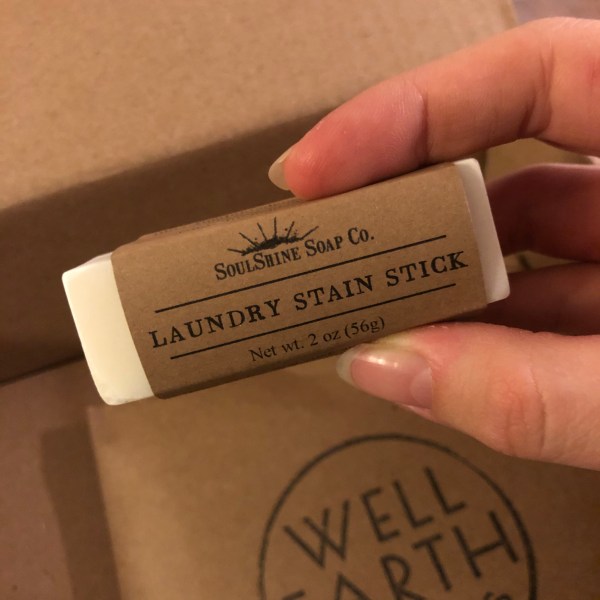 SOULSHINE SOAP CO.
LAUNDRY STAIN STICK
Net wt. 2 oz (56g)
WELL
EARTH